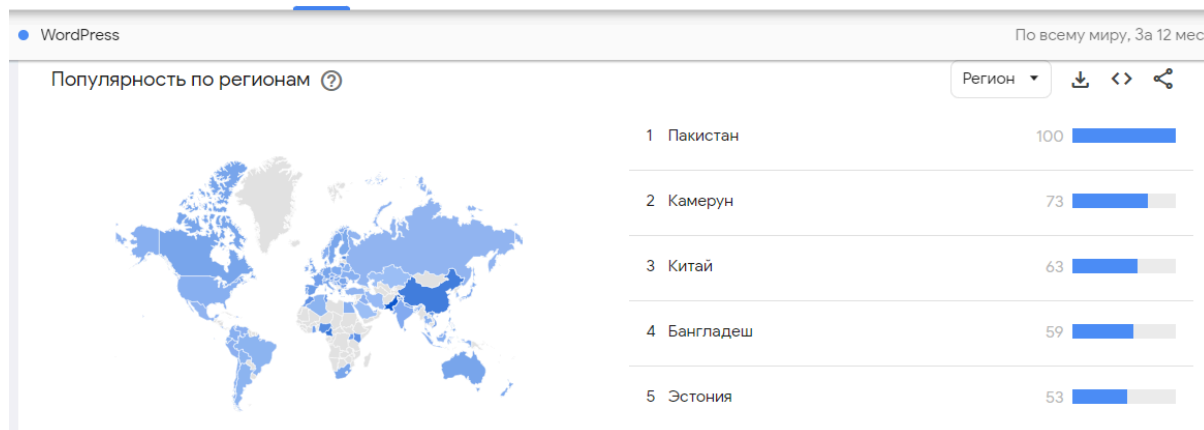 WordPress
По всему миру, За 12 мес
Популярность по регионам ?
Регион
1 Пакистан 100
2 Камерун 73
3 Китай 63
4 Бангладеш 59
5 Эстония 53